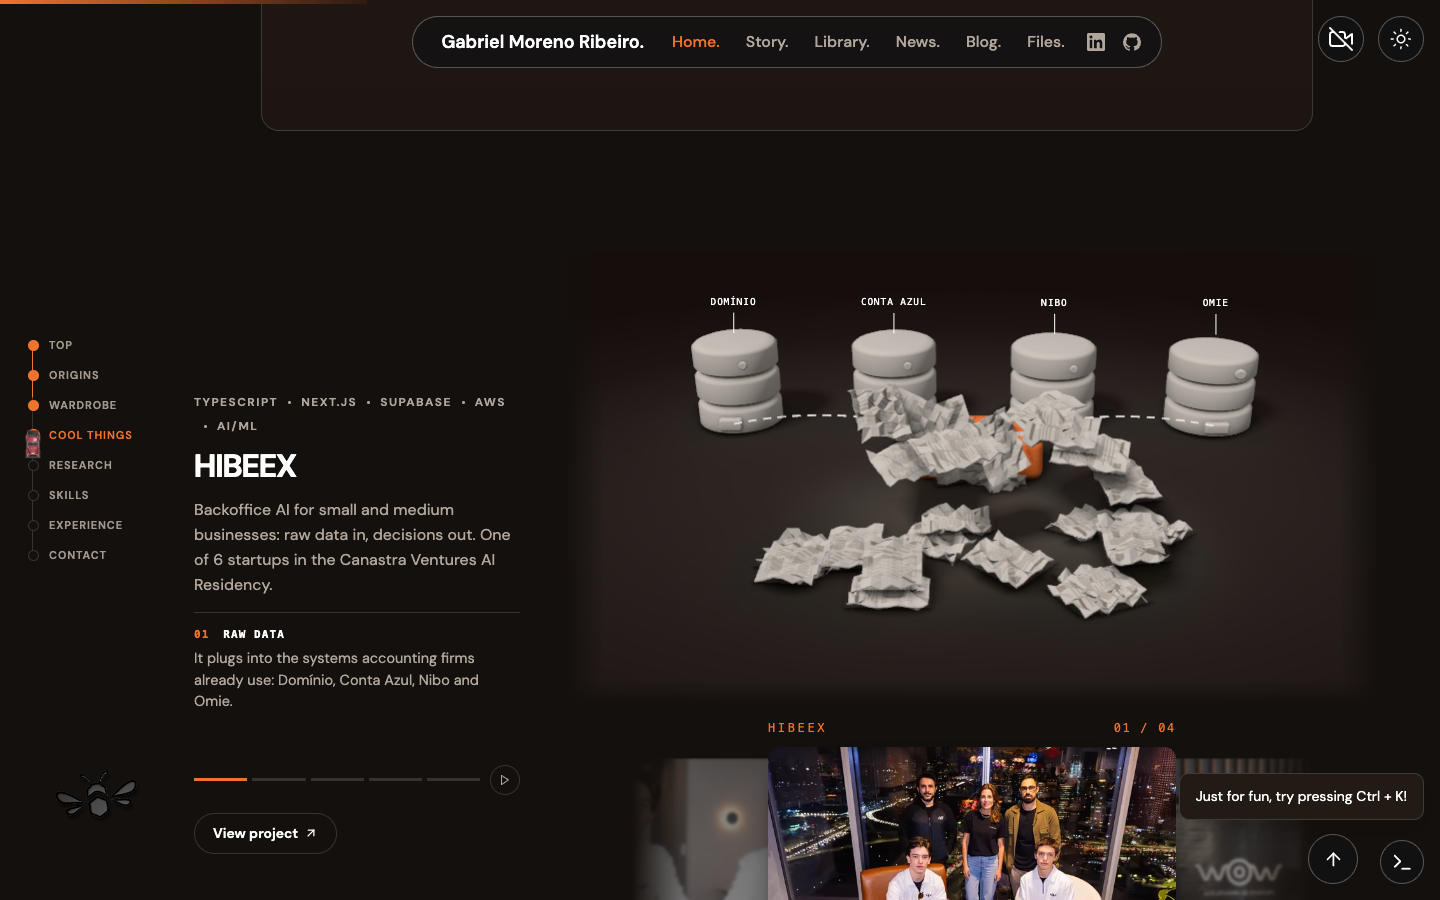 Gabriel Moreno Ribeiro. Home. Story. Library. News. Blog. Files.
DOMÍNIO CONTA AZUL NIBO OMIE
TOP
ORIGINS
WARDROBE
COOL THINGS
RESEARCH
SKILLS
EXPERIENCE
CONTACT
TYPESCRIPT • NEXT.JS • SUPABASE • AWS
• AI/ML
HIBEEX
Backoffice AI for small and medium
businesses: raw data in, decisions out. One
of 6 startups in the Canastra Ventures AI
Residency.
01 RAW DATA
It plugs into the systems accounting firms
already use: Domínio, Conta Azul, Nibo and
Omie.
View project
HIBEEX 01 / 04
WOW
Just for fun, try pressing Ctrl + K!